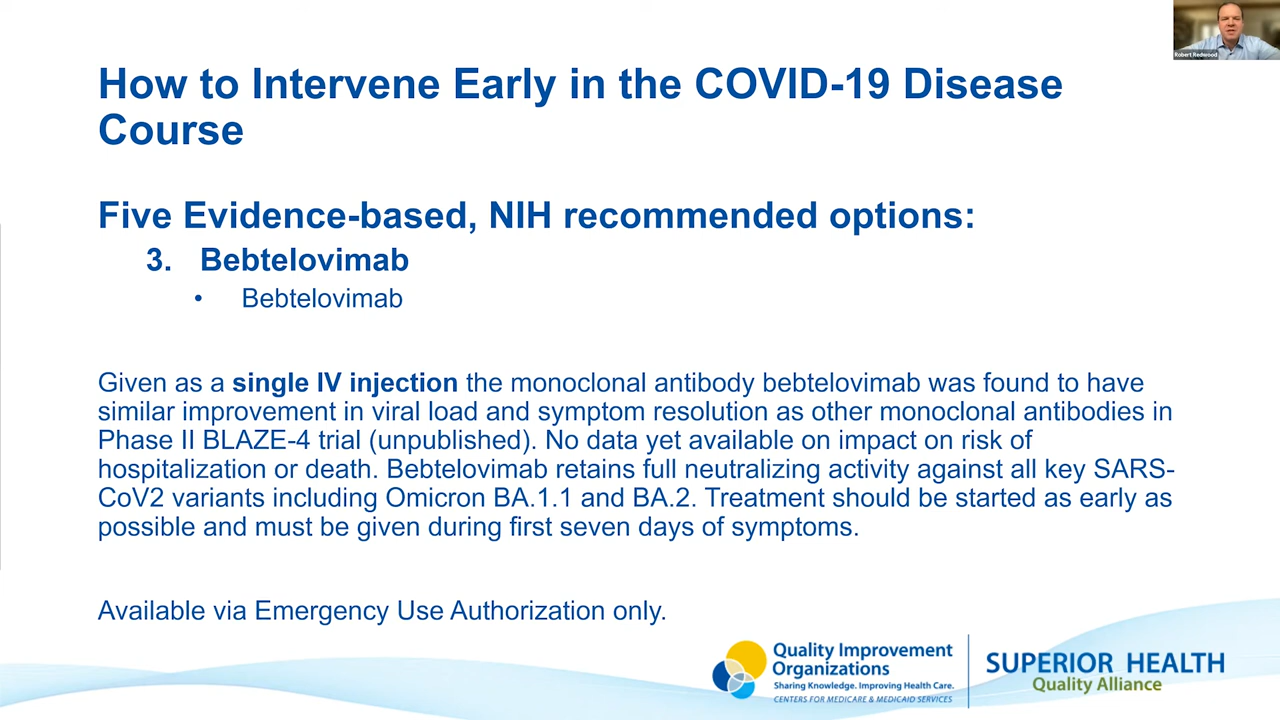 Robert Redwood
How to Intervene Early in the COVID-19 Disease
Course
Five Evidence-based, NIH recommended options:
3. Bebtelovimab
• Bebtelovimab
Given as a single IV injection the monoclonal antibody bebtelovimab was found to have
similar improvement in viral load and symptom resolution as other monoclonal antibodies in
Phase II BLAZE-4 trial (unpublished). No data yet available on impact on risk of
hospitalization or death. Bebtelovimab retains full neutralizing activity against all key SARS-
CoV2 variants including Omicron BA.1.1 and BA.2. Treatment should be started as early as
possible and must be given during first seven days of symptoms.
Available via Emergency Use Authorization only.
Quality Improvement
Organizations
Sharing Knowledge. Improving Health Care.
CENTERS FOR MEDICARE & MEDICAID SERVICES
SUPERIOR HEALTH
Quality Alliance